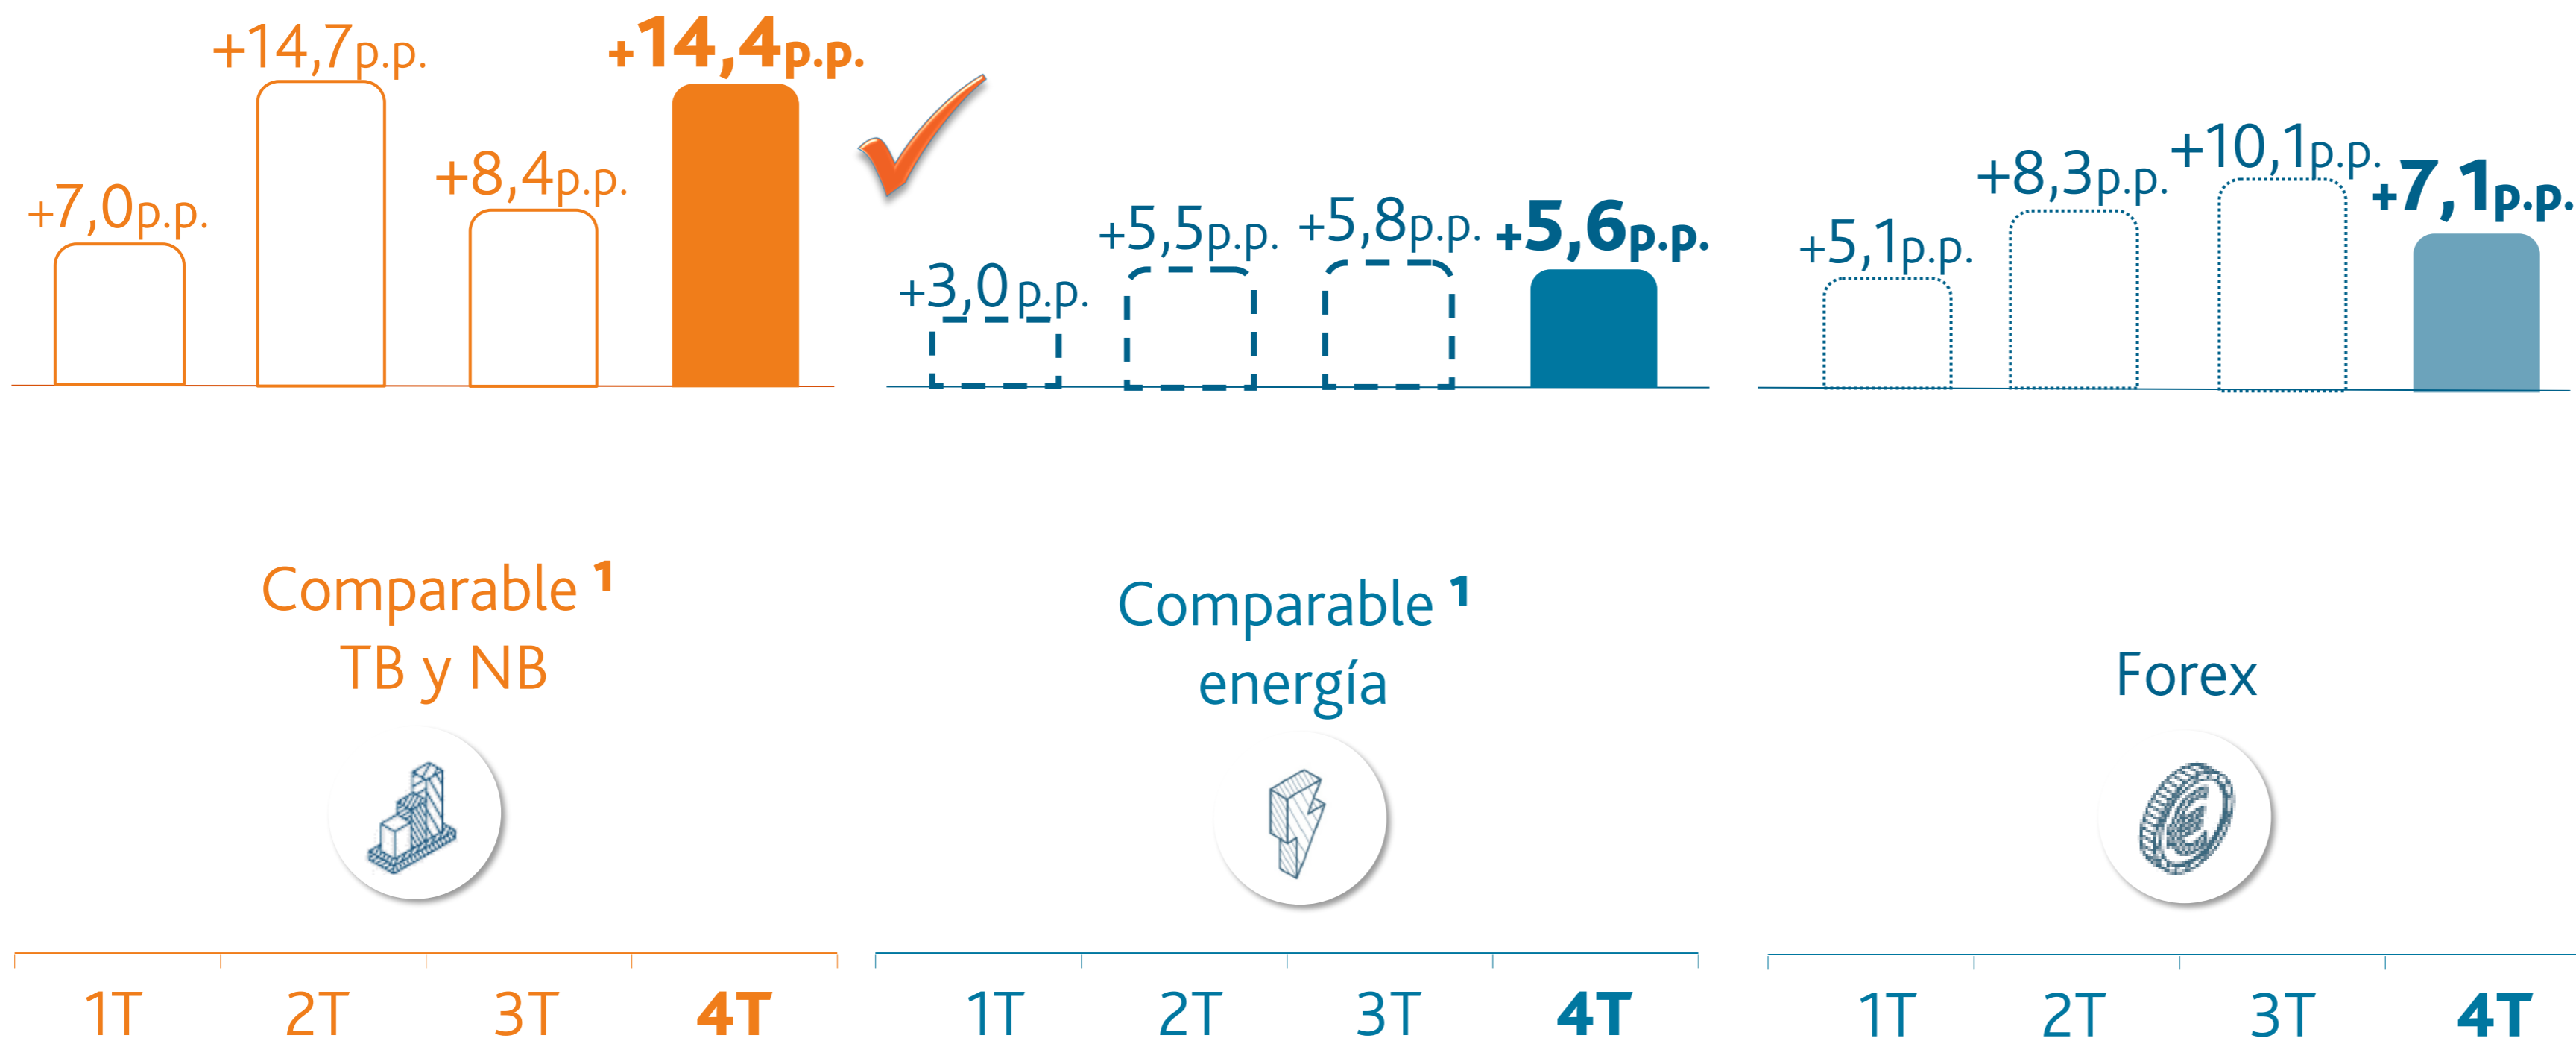 +7,0p.p.
+14,7p.p.
+8,4p.p.
+14,4p.p.
+3,0 p.p.
+5,5p.p.
+5,8p.p.
+5,6p.p.
+5,1p.p.
+8,3p.p.
+10,1p.p.
+7,1p.p.
Comparable 1
TB y NB
Comparable 1
energía
Forex
1T 2T 3T 4T
1T 2T 3T 4T
1T 2T 3T 4T